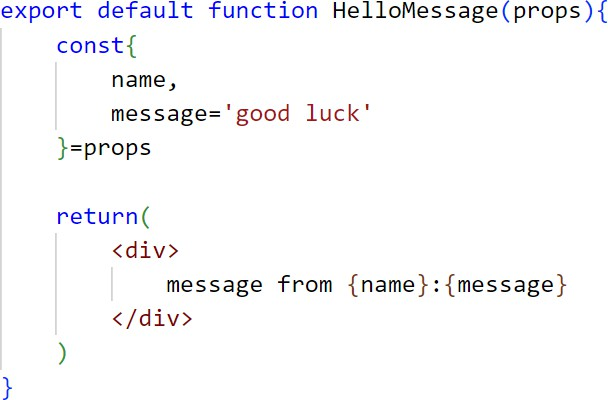 export default function HelloMessage(props){
    const{
        name,
        message='good luck'
    }=props

    return(
        <div>
            message from {name}:{message}
        </div>
    )
}